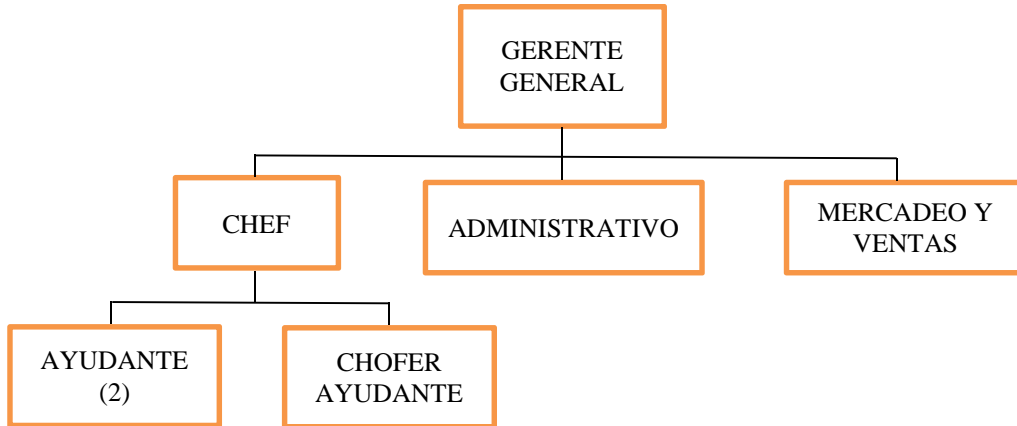 GERENTE
GENERAL
CHEF
ADMINISTRATIVO
MERCADEO Y
VENTAS
AYUDANTE
(2)
CHOFER
AYUDANTE